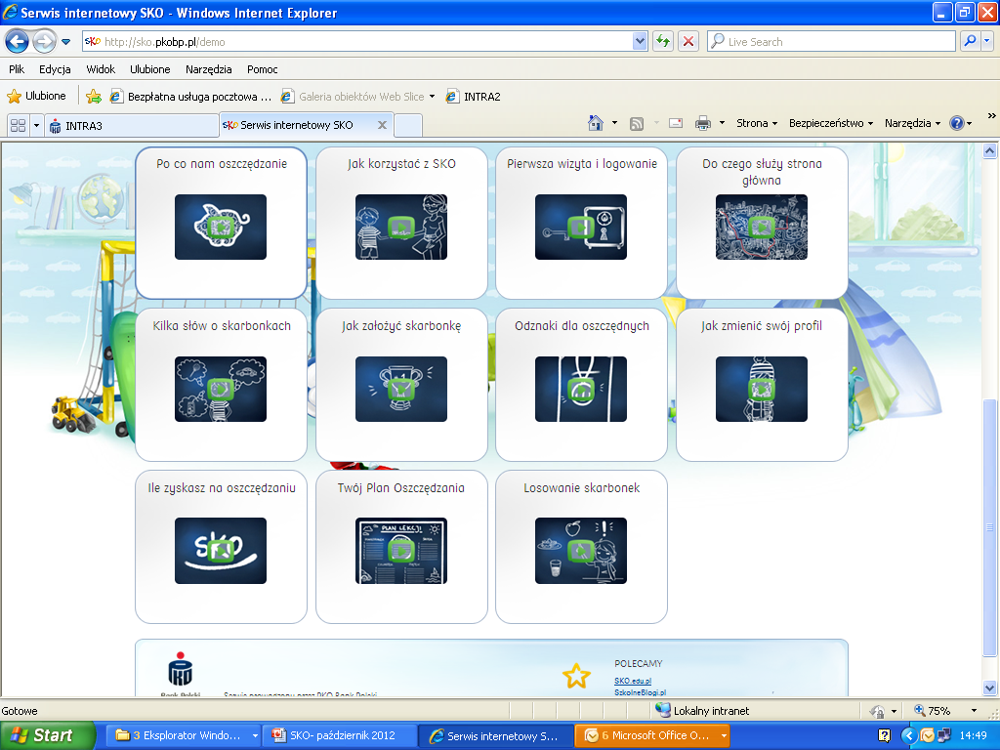 Serwis internetowy SKO - Windows Internet Explorer
SKO http://sko.pkobp.pl/demo
Live Search
Plik Edycja Widok Ulubione Narzędzia Pomoc
Ulubione Bezpłatna usługa pocztowa ... Galeria obiektów Web Slice INTRA2
INTRA3 SKO Serwis internetowy SKO X Strona Bezpieczeństwo Narzędzia »
Po co nam oszczędzanie
Jak korzystać z SKO
Pierwsza wizyta i logowanie
Do czego służy strona
główna
Kilka słów o skarbonkach
Jak założyć skarbonkę
1
Odznaki dla oszczędnych
Jak zmienić swój profil
Ile zyskasz na oszczędzaniu
SKO
Twój Plan Oszczędzania
PLAN LEKCJI
Losowanie skarbonek
!
POLECAMY
SKO.edu.pl
SzkolneBlogi.pl
Bank Polski
Serwis prowadzony przez PKO Bank Polski
Gotowe Lokalny intranet 75%
Start 3 Eksplorator Windo... SKO- październik 2012 Serwis internetowy S... 6 Microsoft Office O... 14:49